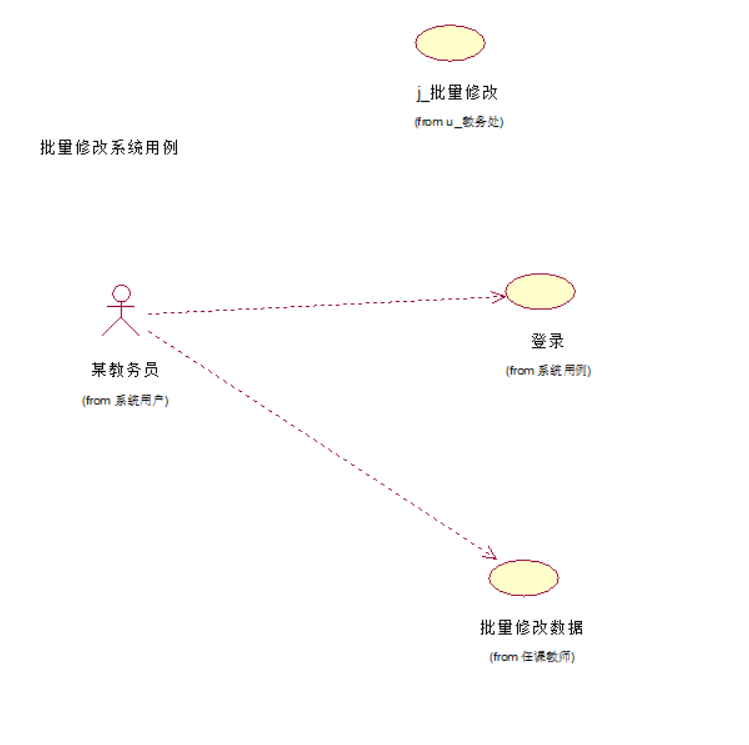 j_批量修改
(from u_教务处)
批量修改系统用例
某教务员
(from 系统用户)
登录
(from 系统用例)
批量修改数据
(from 任课教师)